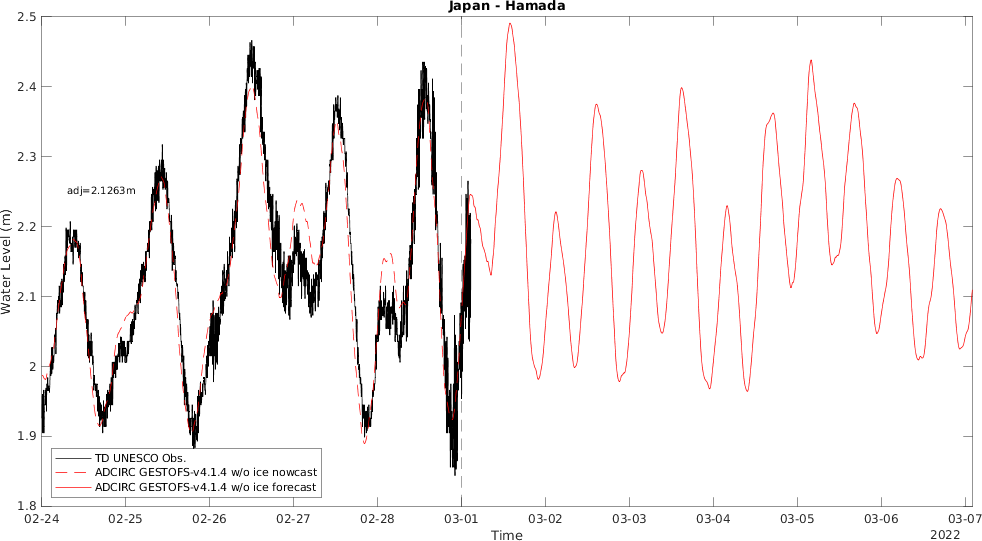 Japan - Hamada
2.5
2.4
2.3
2.2
2.1
2
1.9
1.8
Water Level (m)
adj=2.1263m
TD UNESCO Obs.
ADCIRC GESTOFS-v4.1.4 w/o ice nowcast
ADCIRC GESTOFS-v4.1.4 w/o ice forecast
02-24 02-25 02-26 02-27 02-28 03-01 03-02 03-03 03-04 03-05 03-06 03-07
Time
2022